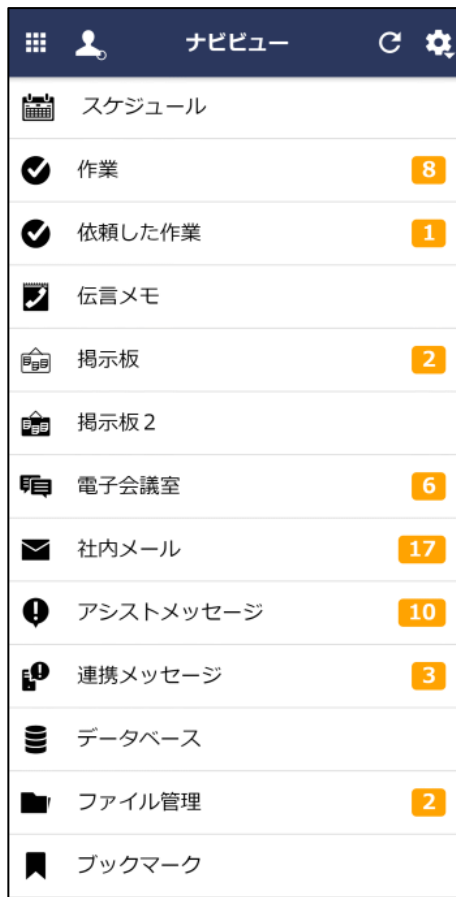 ナビビュー
スケジュール
作業 8
依頼した作業 1
伝言メモ
掲示板 2
掲示板２
電子会議室 6
社内メール 17
アシストメッセージ 10
連携メッセージ 3
データベース
ファイル管理 2
ブックマーク